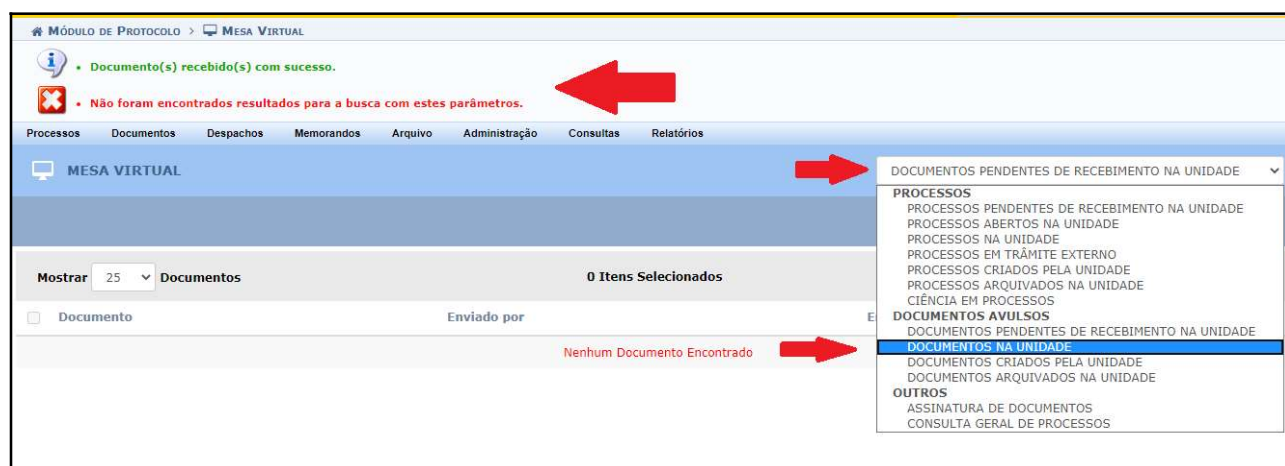 MÓDULO DE PROTOCOLO > MESA VIRTUAL
• Documento(s) recebido(s) com sucesso.
• Não foram encontrados resultados para a busca com estes parâmetros.
Processos Documentos Despachos Memorandos Arquivo Administração Consultas Relatórios
MESA VIRTUAL
DOCUMENTOS PENDENTES DE RECEBIMENTO NA UNIDADE
PROCESSOS
PROCESSOS PENDENTES DE RECEBIMENTO NA UNIDADE
PROCESSOS ABERTOS NA UNIDADE
PROCESSOS NA UNIDADE
PROCESSOS EM TRÂMITE EXTERNO
PROCESSOS CRIADOS PELA UNIDADE
PROCESSOS ARQUIVADOS NA UNIDADE
CIÊNCIA EM PROCESSOS
DOCUMENTOS AVULSOS
DOCUMENTOS PENDENTES DE RECEBIMENTO NA UNIDADE
DOCUMENTOS NA UNIDADE
DOCUMENTOS CRIADOS PELA UNIDADE
DOCUMENTOS ARQUIVADOS NA UNIDADE
OUTROS
ASSINATURA DE DOCUMENTOS
CONSULTA GERAL DE PROCESSOS
Mostrar 25 Documentos 0 Itens Selecionados
Documento Enviado por
Nenhum Documento Encontrado